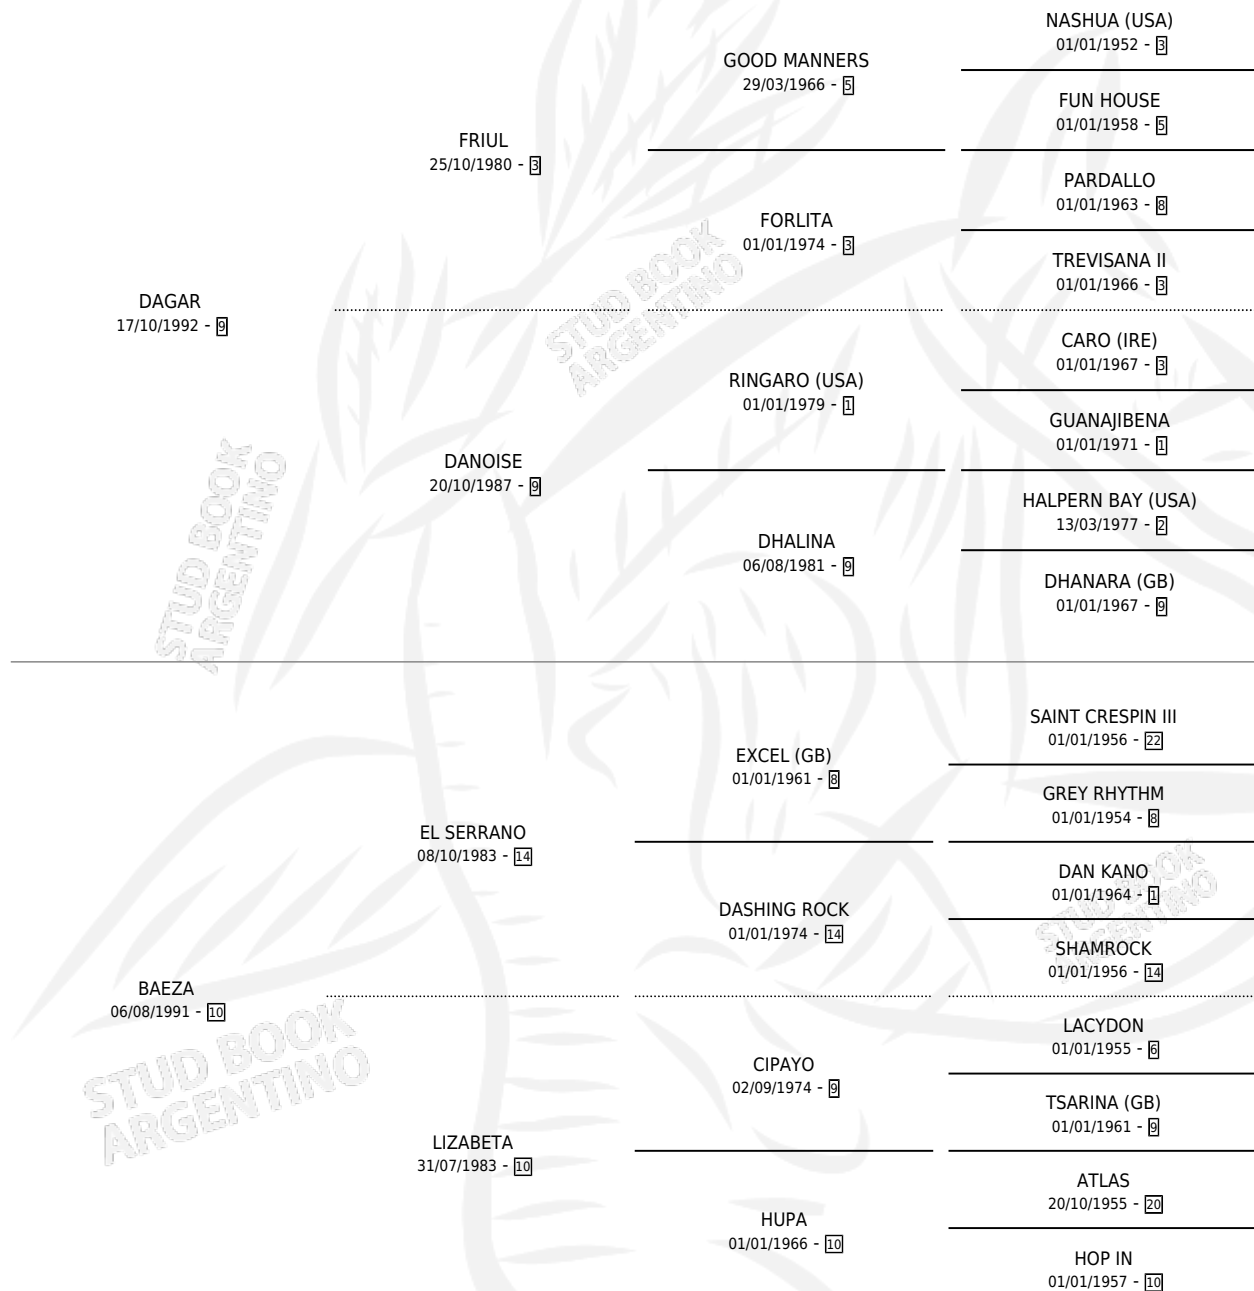 NASHUA (USA)
01/01/1952 - 3
GOOD MANNERS
29/03/1966 - 5
FUN HOUSE
01/01/1958 - 5
FRIUL
25/10/1980 - 3
PARDALLO
01/01/1963 - 8
FORLITA
01/01/1974 - 3
TREVISANA II
01/01/1966 - 3
DAGAR
17/10/1992 - 9
CARO (IRE)
01/01/1967 - 3
RINGARO (USA)
01/01/1979 - 1
GUANAJIBENA
01/01/1971 - 1
DANOISE
20/10/1987 - 9
HALPERN BAY (USA)
13/03/1977 - 2
DHALINA
06/08/1981 - 9
DHANARA (GB)
01/01/1967 - 9
SAINT CRESPIN III
01/01/1956 - 22
EXCEL (GB)
01/01/1961 - 8
GREY RHYTHM
01/01/1954 - 8
EL SERRANO
08/10/1983 - 14
DAN KANO
01/01/1964 - 1
DASHING ROCK
01/01/1974 - 14
SHAMROCK
01/01/1956 - 14
BAEZA
06/08/1991 - 10
LACYDON
01/01/1955 - 6
CIPAYO
02/09/1974 - 9
TSARINA (GB)
01/01/1961 - 9
LIZABETA
31/07/1983 - 10
ATLAS
20/10/1955 - 20
HUPA
01/01/1966 - 10
HOP IN
01/01/1957 - 10
STUD BOOK
ARGENTINO
STUD BOOK
ARGENTINO
STUD BOOK
ARGENTINO
STUD BOOK
ARGENTINO